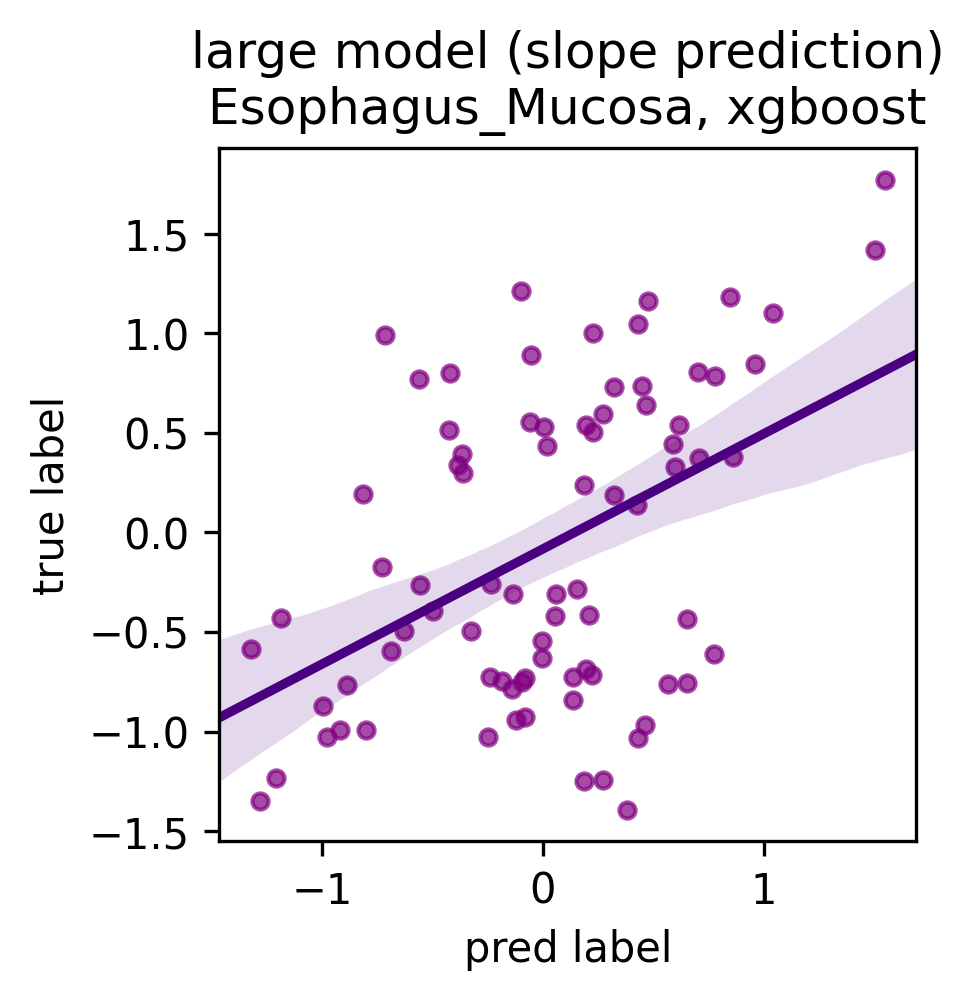 large model (slope prediction)
Esophagus_Mucosa, xgboost
true label
1.5
1.0
0.5
0.0
−0.5
−1.0
−1.5
−1
0
1
pred label